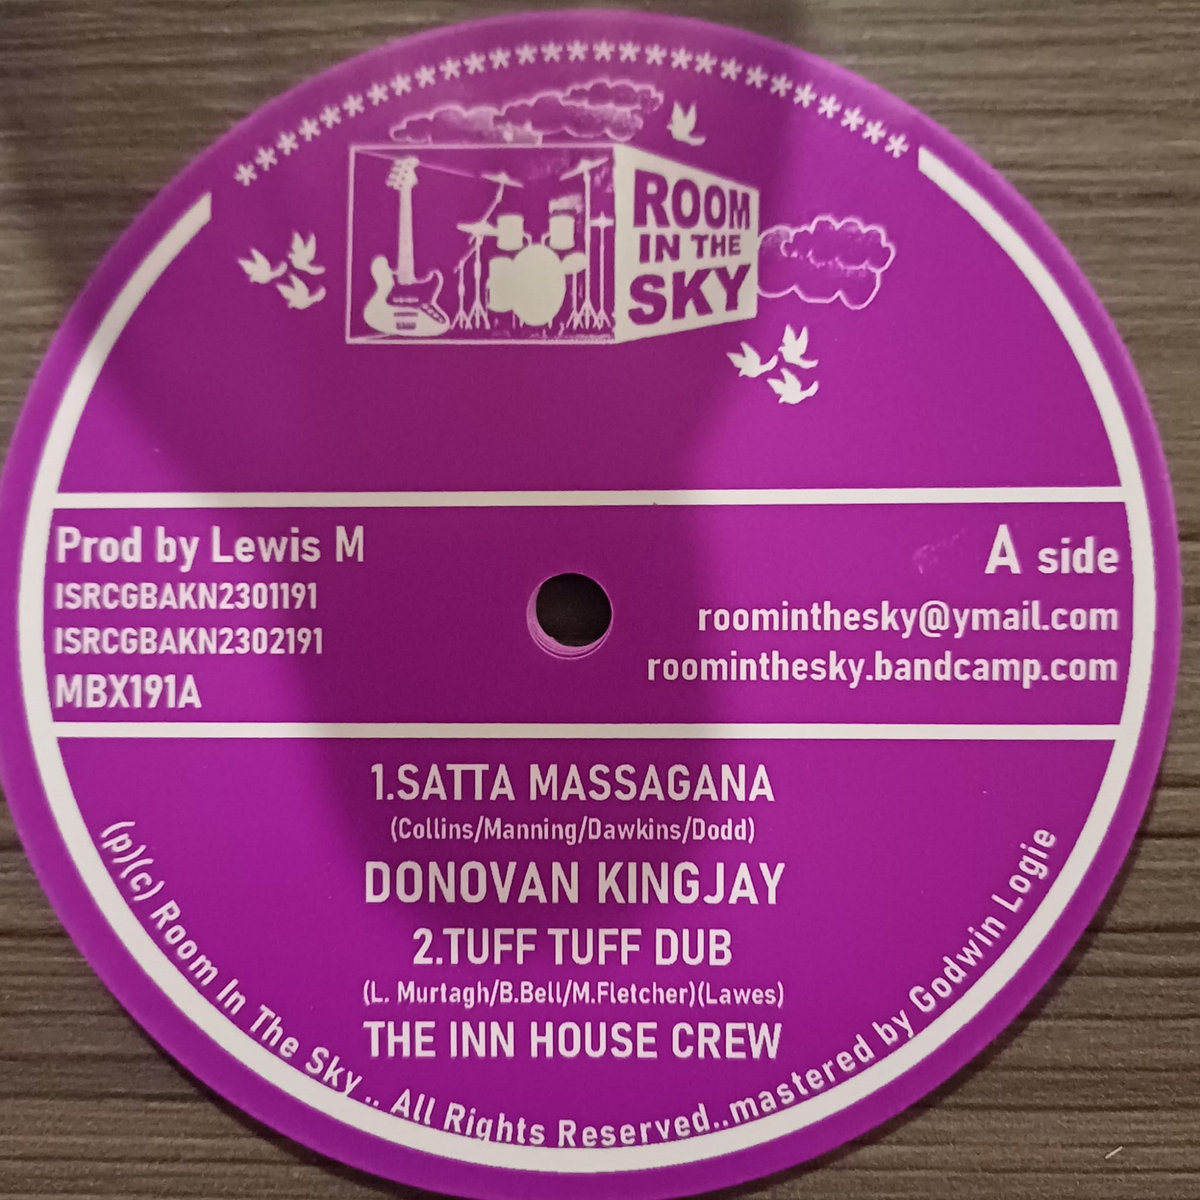 *********************************
ROOM
IN THE
SKY
Prod by Lewis M
ISRCGBAKN2301191
ISRCGBAKN2302191
MBX191A
A side
roominthesky@ymail.com
roominthesky.bandcamp.com
1.SATTA MASSAGANA
(Collins/Manning/Dawkins/Dodd)
DONOVAN KINGJAY
2.TUFF TUFF DUB
(L. Murtagh/B.Bell/M.Fletcher)(Lawes)
THE INN HOUSE CREW
(p)(c) Room In The Sky .. All Rights Reserved..mastered by Godwin Logie